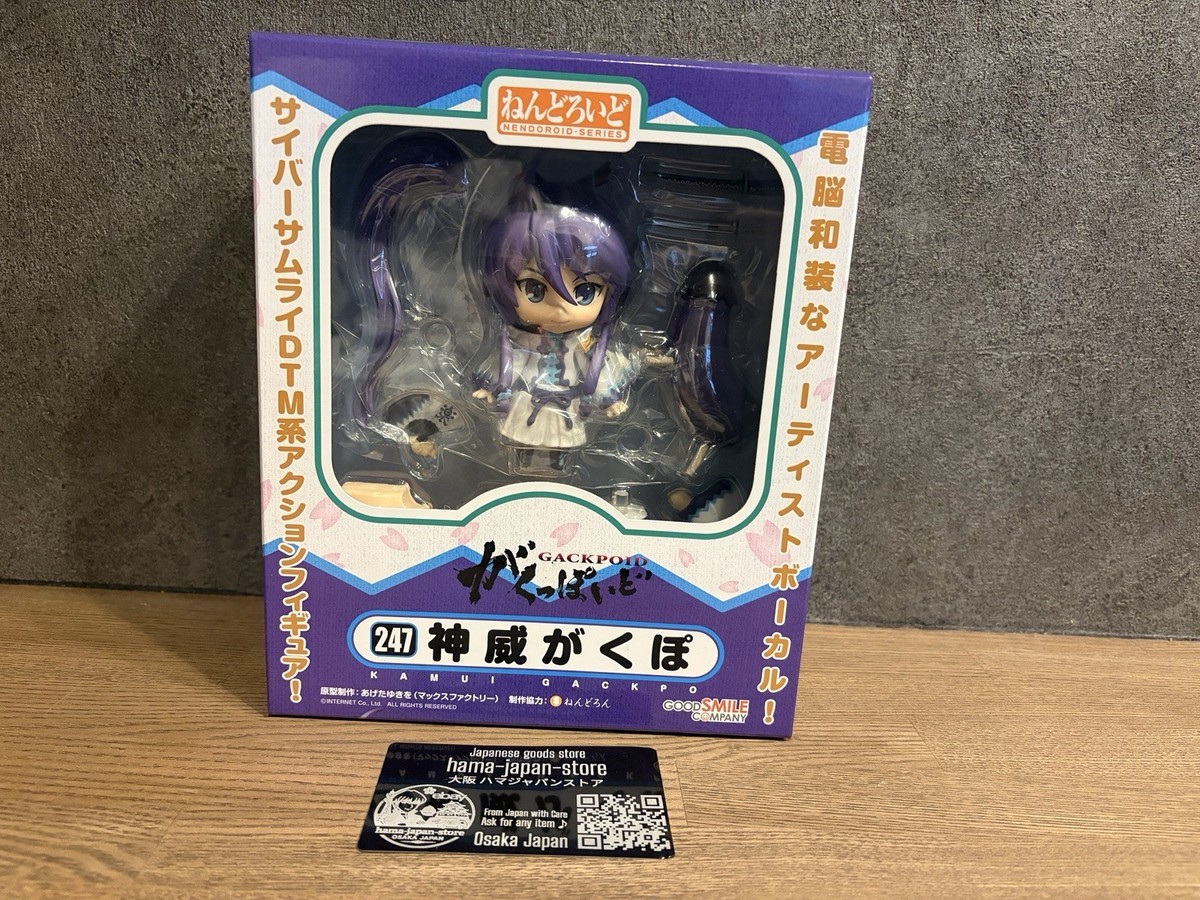 ねんどろいど
NENDOROID-SERIES
サイバーサムライDTM系アクションフィギュア!
電脳和装なアーティストボーカル!
GACKPOID
がくっぽいど
247 神威がくぽ
KAMUI GACKPO
原型制作:あげたゆきを(マックスファクトリー) 制作協力:ねんどろん
©INTERNET Co., Ltd. ALL RIGHTS RESERVED
GOOD SMILE COMPANY
Japanese goods store
hama-japan-store
大阪 ハマジャパンストア
ebay
hama-japan-store
OSAKA JAPAN
From Japan with Care
Ask for any item♪
Osaka Japan